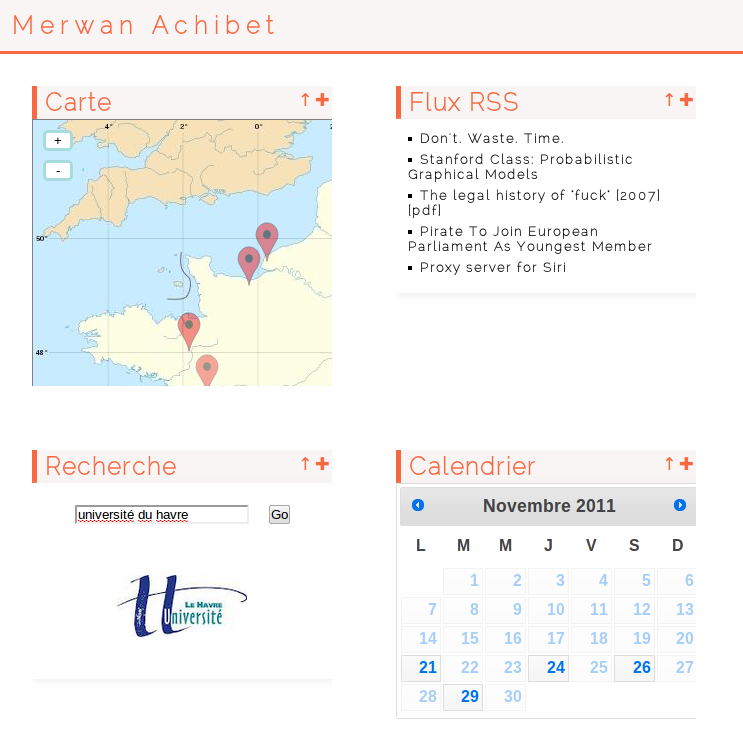 Merwan Achibet
Carte
4°
2°
0°
+
-
50°
48°
Flux RSS
Don't. Waste. Time.
Stanford Class: Probabilistic
Graphical Models
The legal history of "fuck" [2007]
[pdf]
Pirate To Join European
Parliament As Youngest Member
Proxy server for Siri
Recherche
université du havre
Go
LE HAVRE
Université
Calendrier
Novembre 2011
L M M J V S D
1 2 3 4 5 6
7 8 9 10 11 12 13
14 15 16 17 18 19 20
21 22 23 24 25 26 27
28 29 30